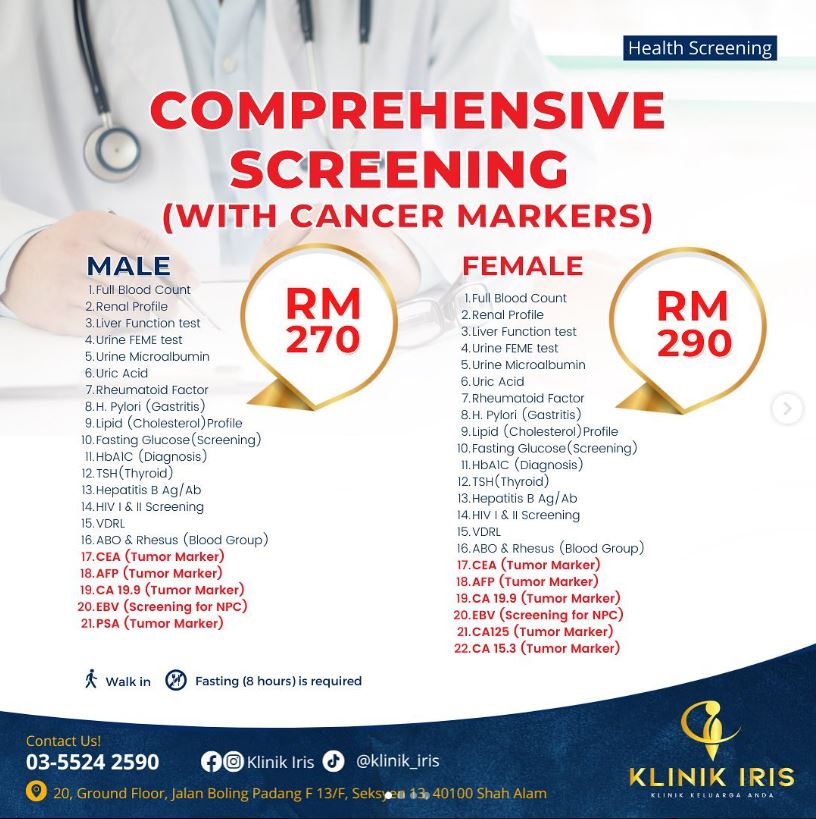 Health Screening
COMPREHENSIVE
SCREENING
(WITH CANCER MARKERS)
MALE
RM
270
1.Full Blood Count
2.Renal Profile
3.Liver Function test
4.Urine FEME test
5.Urine Microalbumin
6.Uric Acid
7.Rheumatoid Factor
8.H. Pylori (Gastritis)
9.Lipid (Cholesterol)Profile
10.Fasting Glucose(Screening)
11.HbA1C (Diagnosis)
12.TSH(Thyroid)
13.Hepatitis B Ag/Ab
14.HIV I & II Screening
15.VDRL
16.ABO & Rhesus (Blood Group)
17.CEA (Tumor Marker)
18.AFP (Tumor Marker)
19.CA 19.9 (Tumor Marker)
20.EBV (Screening for NPC)
21.PSA (Tumor Marker)
FEMALE
RM
290
1.Full Blood Count
2.Renal Profile
3.Liver Function test
4.Urine FEME test
5.Urine Microalbumin
6.Uric Acid
7.Rheumatoid Factor
8.H. Pylori (Gastritis)
9.Lipid (Cholesterol)Profile
10.Fasting Glucose(Screening)
11.HbA1C (Diagnosis)
12.TSH(Thyroid)
13.Hepatitis B Ag/Ab
14.HIV I & II Screening
15.VDRL
16.ABO & Rhesus (Blood Group)
17.CEA (Tumor Marker)
18.AFP (Tumor Marker)
19.CA 19.9 (Tumor Marker)
20.EBV (Screening for NPC)
21.CA125 (Tumor Marker)
22.CA 15.3 (Tumor Marker)
Walk in
Fasting (8 hours) is required
Contact Us!
03-5524 2590
Klinik Iris
@klinik_iris
20, Ground Floor, Jalan Boling Padang F 13/F, Seksyen 13, 40100 Shah Alam
KLINIK IRIS
KLINIK KELUARGA ANDA